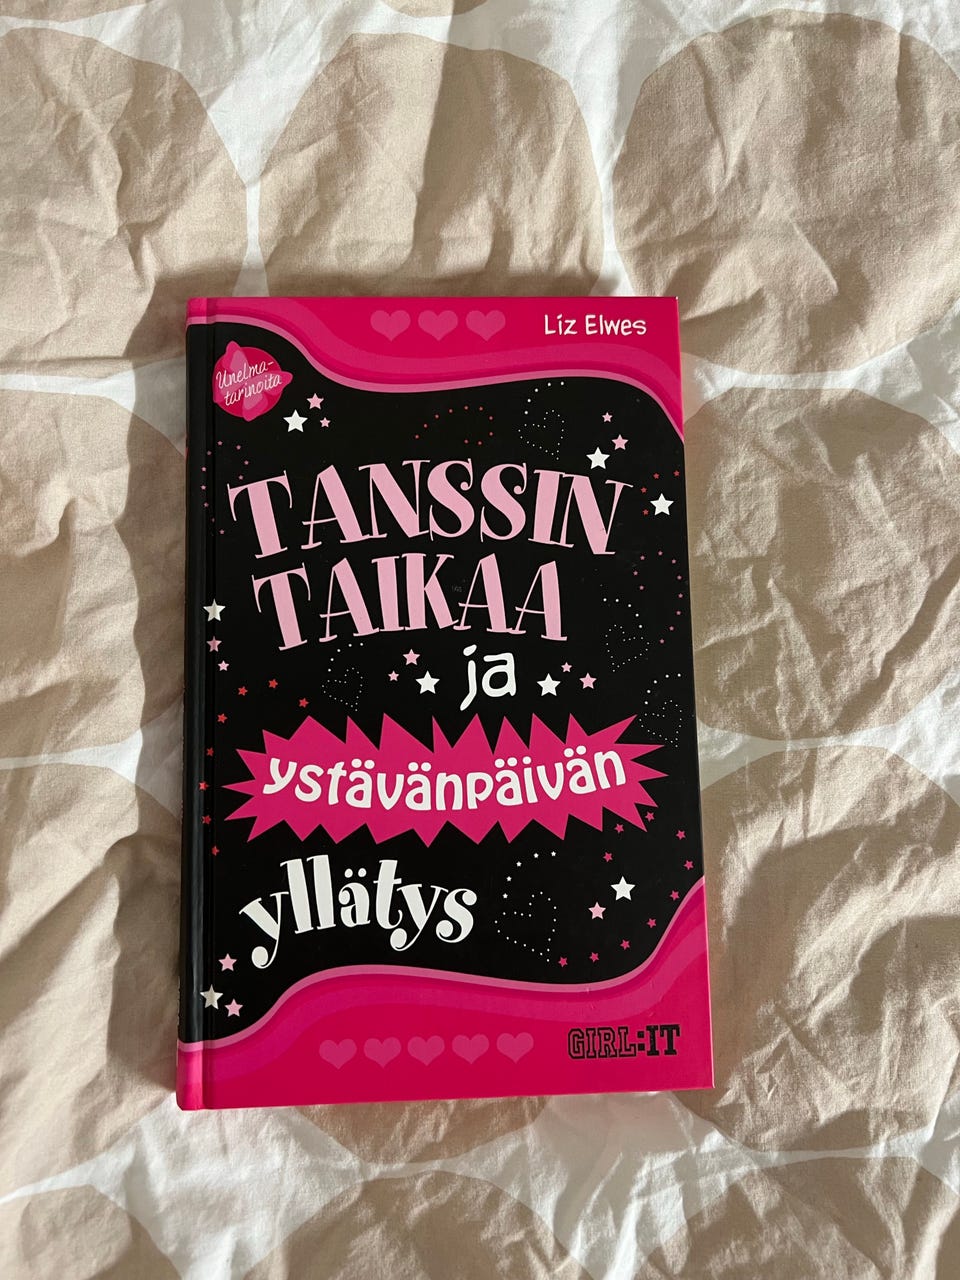 Liz Elwes
Unelma-
tarinoita
TANSSIN
TAIKAA
ja
ystävänpäivän
yllätys
GIRL:IT